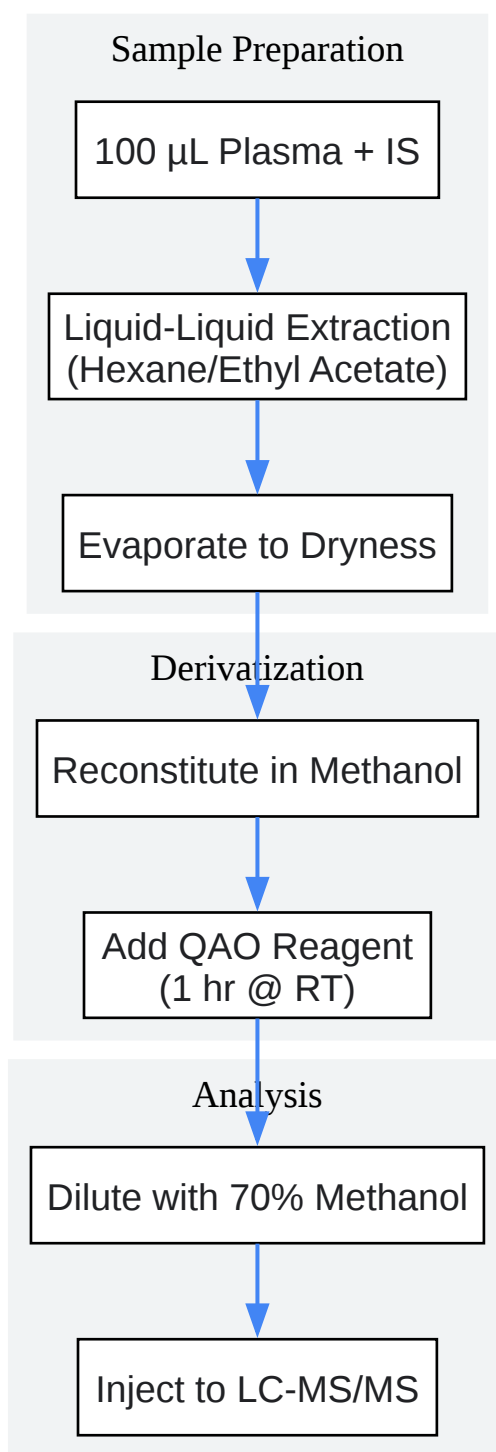 Sample Preparation
100 µL Plasma + IS
Liquid-Liquid Extraction
(Hexane/Ethyl Acetate)
Evaporate to Dryness
Derivatization
Reconstitute in Methanol
Add QAO Reagent
(1 hr @ RT)
Analysis
Dilute with 70% Methanol
Inject to LC-MS/MS